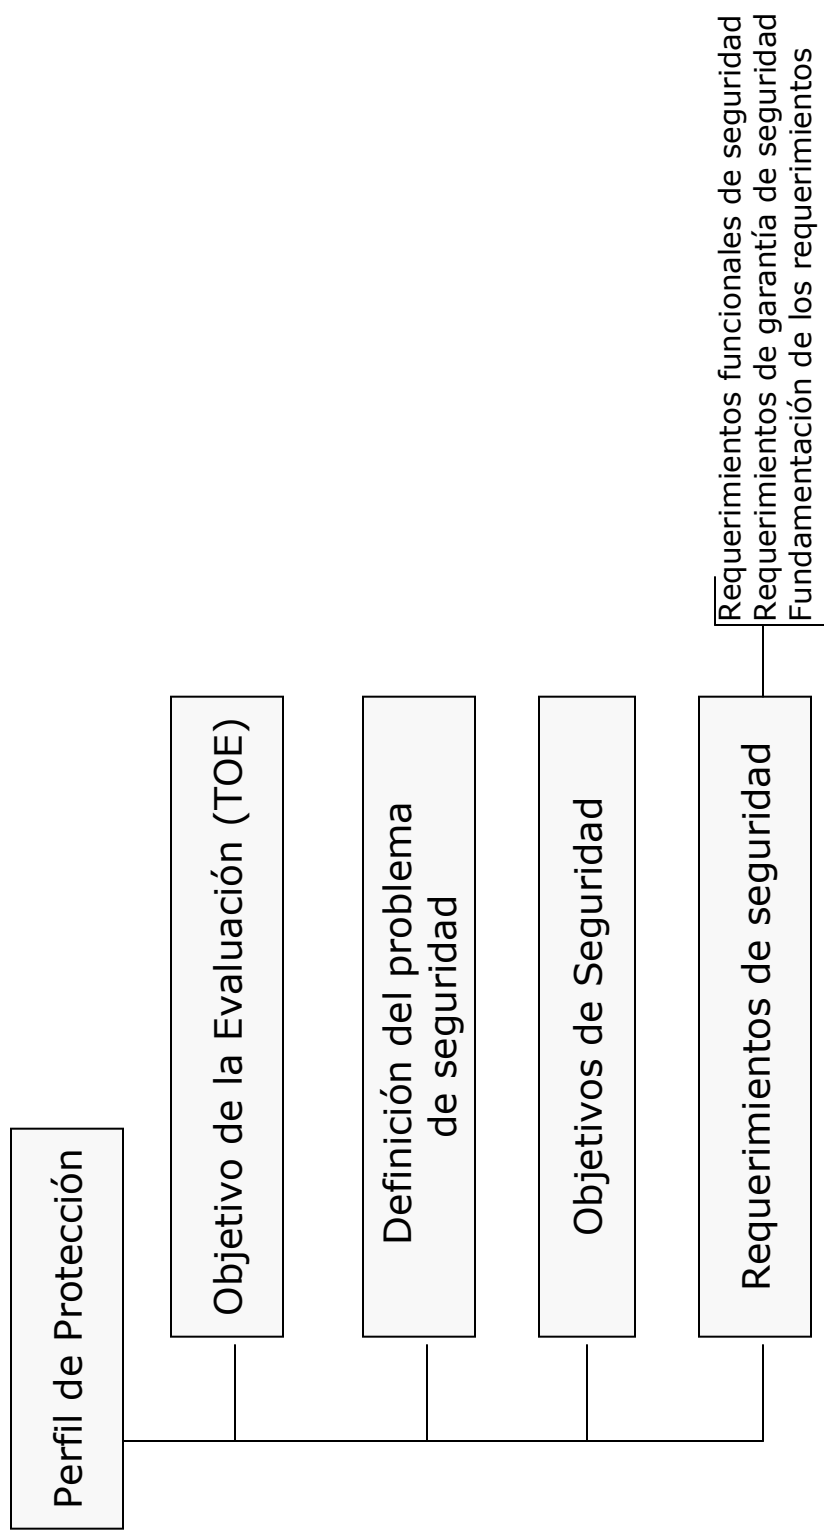 Perfil de Protección
Objetivo de la Evaluación (TOE)
Definición del problema
de seguridad
Objetivos de Seguridad
Requerimientos de seguridad
Requerimientos funcionales de seguridad
Requerimientos de garantía de seguridad
Fundamentación de los requerimientos